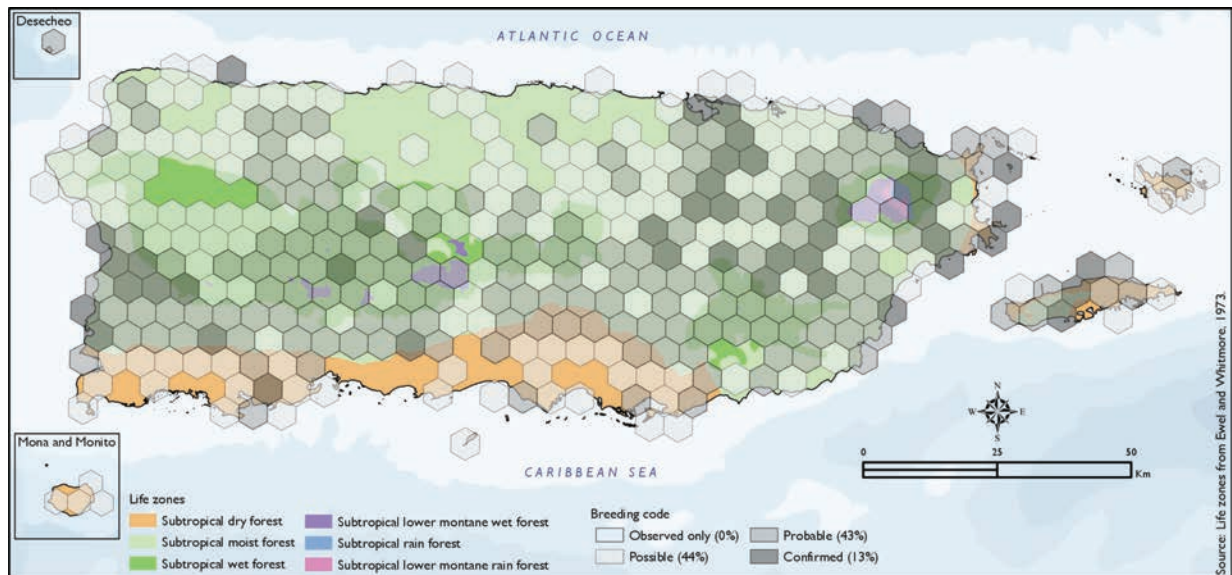 Desecheo
ATLANTIC OCEAN
Mona and Monito
CARIBBEAN SEA
N
W E
S
0 25 50
Km
Life zones
Subtropical dry forest
Subtropical moist forest
Subtropical wet forest
Subtropical lower montane wet forest
Subtropical rain forest
Subtropical lower montane rain forest
Breeding code
Observed only (0%)
Possible (44%)
Probable (43%)
Confirmed (13%)
Source: Life zones from Ewel and Whitmore, 1973.